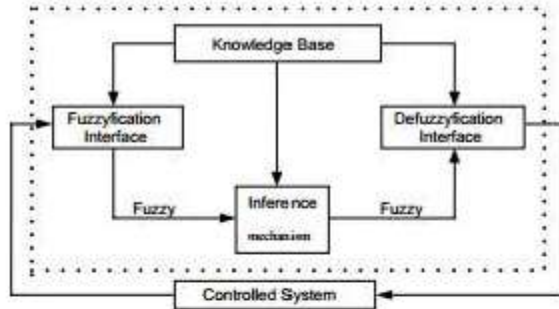 Knowledge Base
Fuzzyfication
Interface
Defuzzyfication
Interface
Fuzzy
Inference
mechanism
Fuzzy
Controlled System